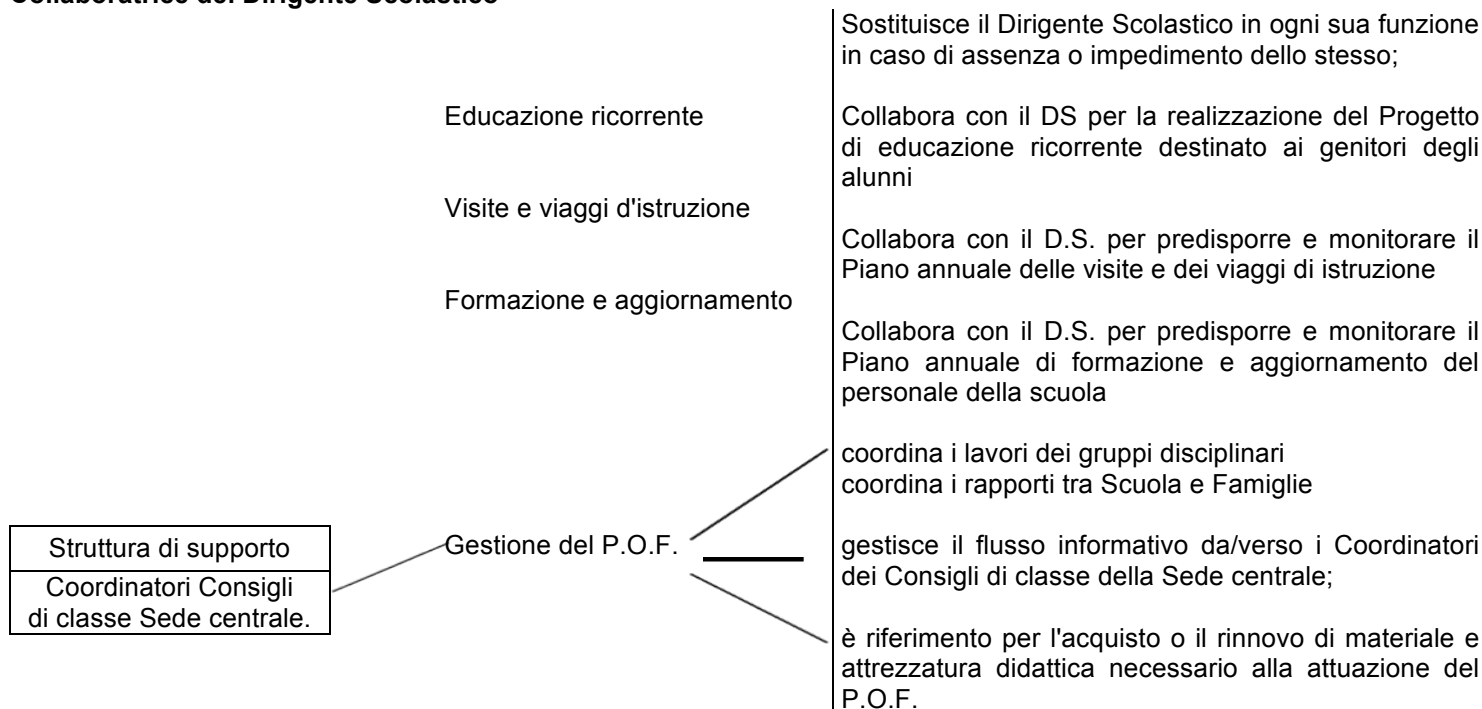 Collaboratrice del Dirigente Scolastico
Sostituisce il Dirigente Scolastico in ogni sua funzione
in caso di assenza o impedimento dello stesso;
Educazione ricorrente
Collabora con il DS per la realizzazione del Progetto
di educazione ricorrente destinato ai genitori degli
alunni
Visite e viaggi d'istruzione
Collabora con il D.S. per predisporre e monitorare il
Piano annuale delle visite e dei viaggi di istruzione
Formazione e aggiornamento
Collabora con il D.S. per predisporre e monitorare il
Piano annuale di formazione e aggiornamento del
personale della scuola
coordina i lavori dei gruppi disciplinari
coordina i rapporti tra Scuola e Famiglie
Struttura di supporto
Coordinatori Consigli
di classe Sede centrale.
Gestione del P.O.F.
gestisce il flusso informativo da/verso i Coordinatori
dei Consigli di classe della Sede centrale;
è riferimento per l'acquisto o il rinnovo di materiale e
attrezzatura didattica necessario alla attuazione del
P.O.F.